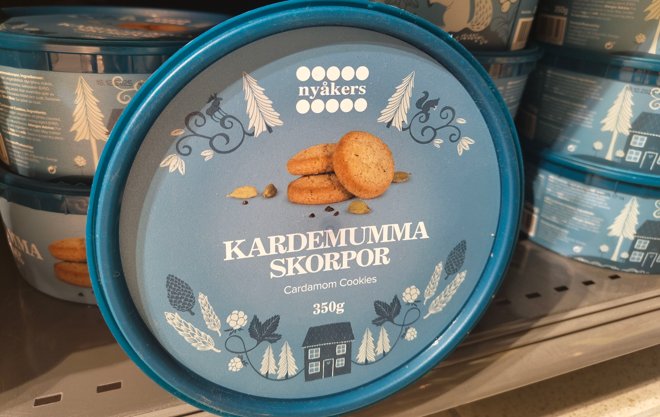 nyåkers
KARDEMUMMA
SKORPOR
Cardamom Cookies
350g